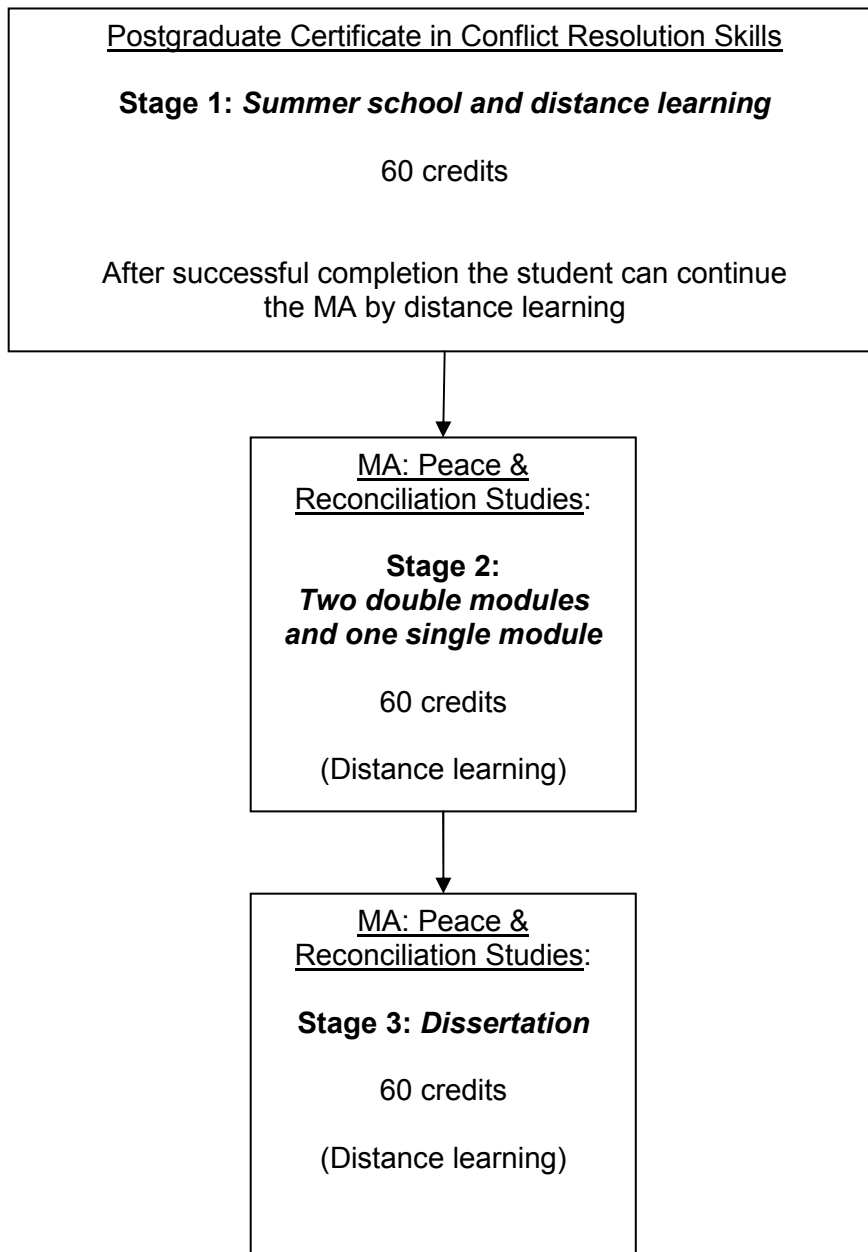 Postgraduate Certificate in Conflict Resolution Skills
Stage 1: Summer school and distance learning
60 credits
After successful completion the student can continue
the MA by distance learning
MA: Peace &
Reconciliation Studies:
Stage 2:
Two double modules
and one single module
60 credits
(Distance learning)
MA: Peace &
Reconciliation Studies:
Stage 3: Dissertation
60 credits
(Distance learning)